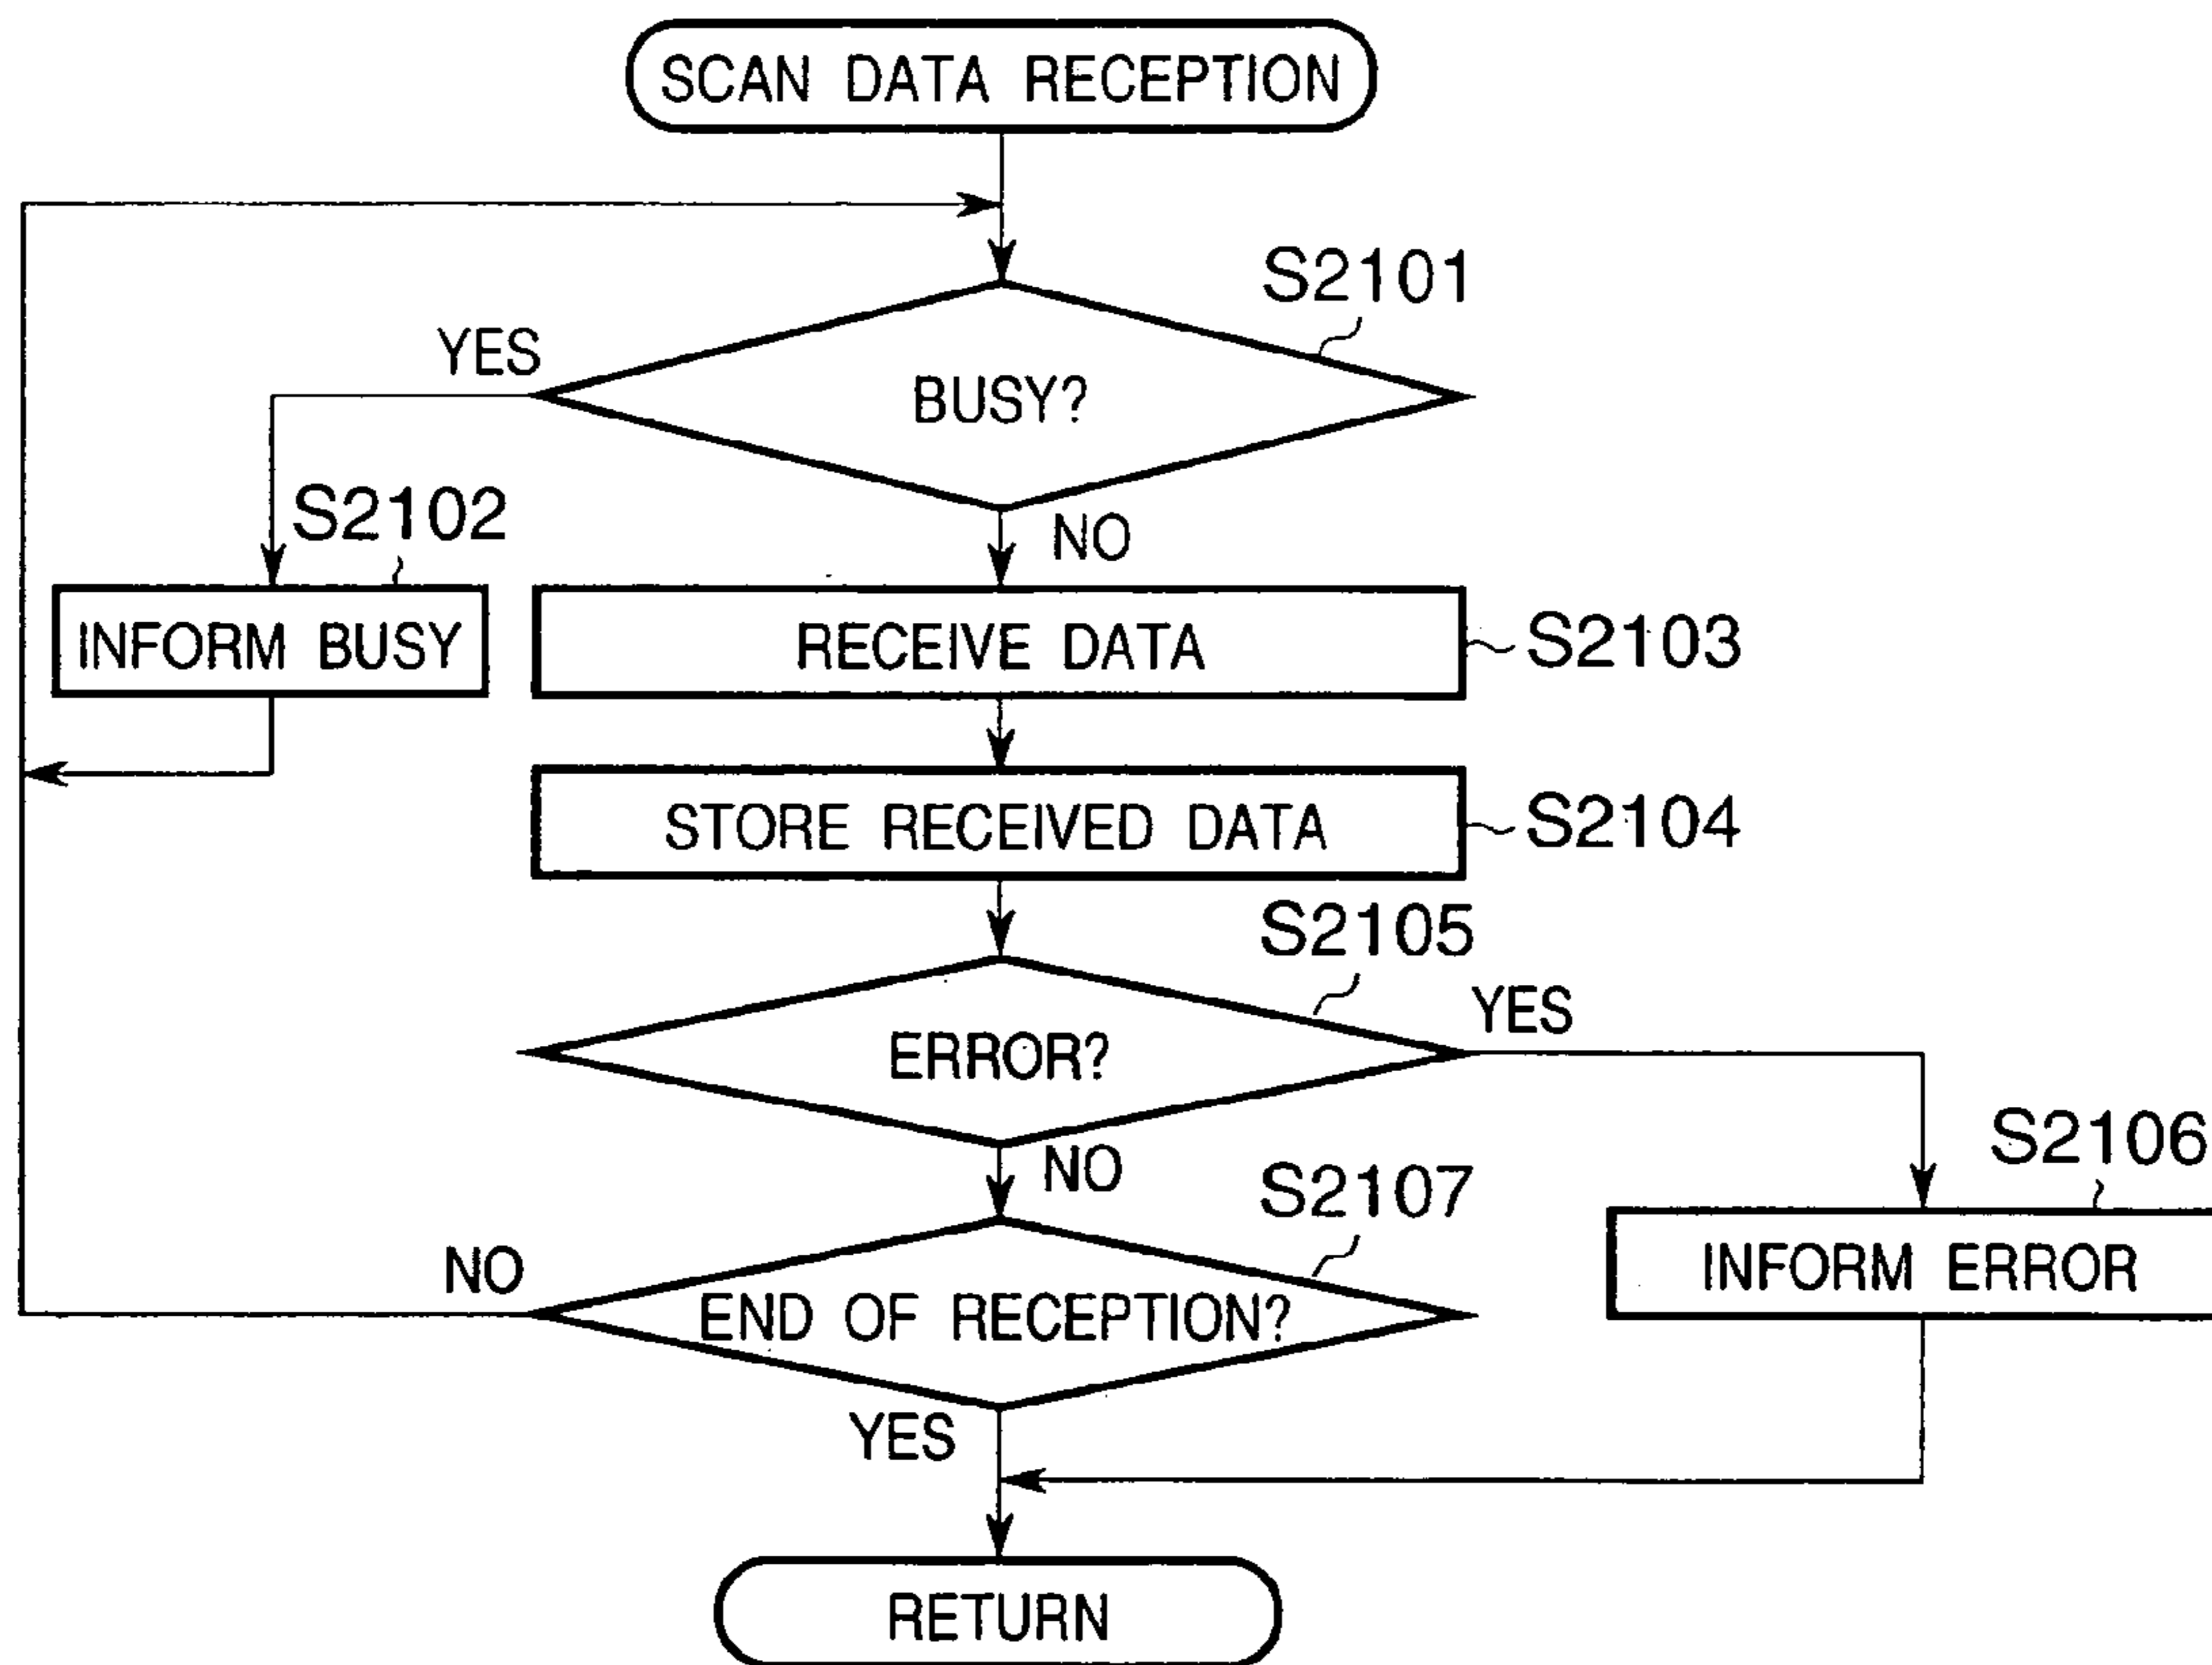 SCAN DATA RECEPTION
S2101
YES
BUSY?
S2102
NO
INFORM BUSY
RECEIVE DATA
S2103
STORE RECEIVED DATA
S2104
S2105
YES
ERROR?
S2106
NO
S2107
NO
INFORM ERROR
END OF RECEPTION?
YES
RETURN